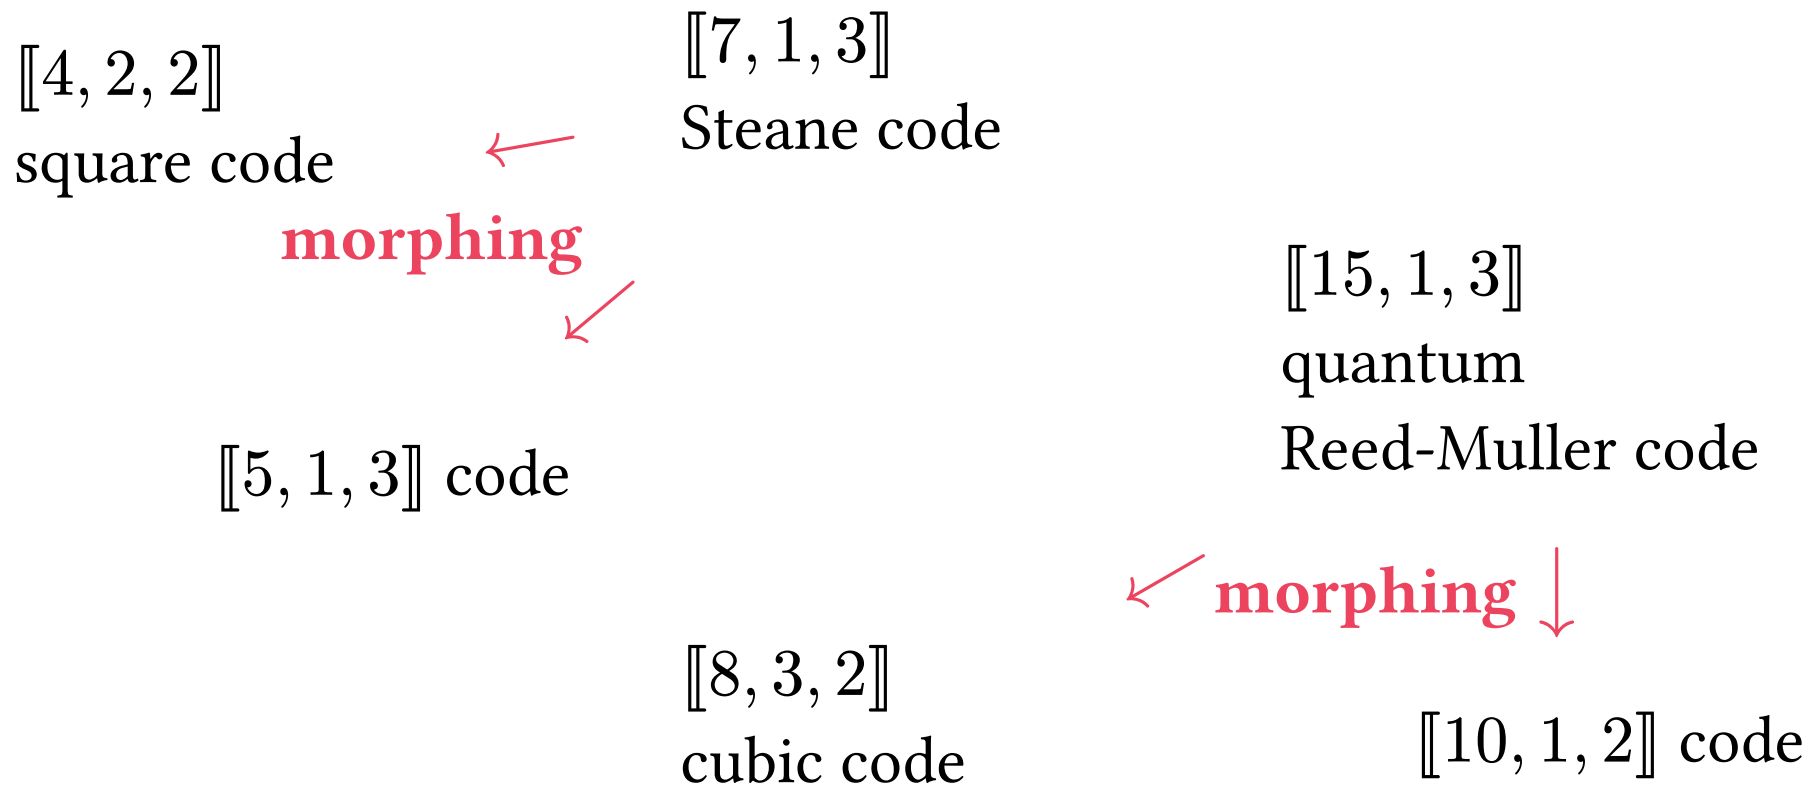 ⟦4, 2, 2⟧
square code
⟦7, 1, 3⟧
Steane code
morphing
⟦15, 1, 3⟧
quantum
Reed-Muller code
⟦5, 1, 3⟧ code
morphing
⟦8, 3, 2⟧
cubic code
⟦10, 1, 2⟧ code